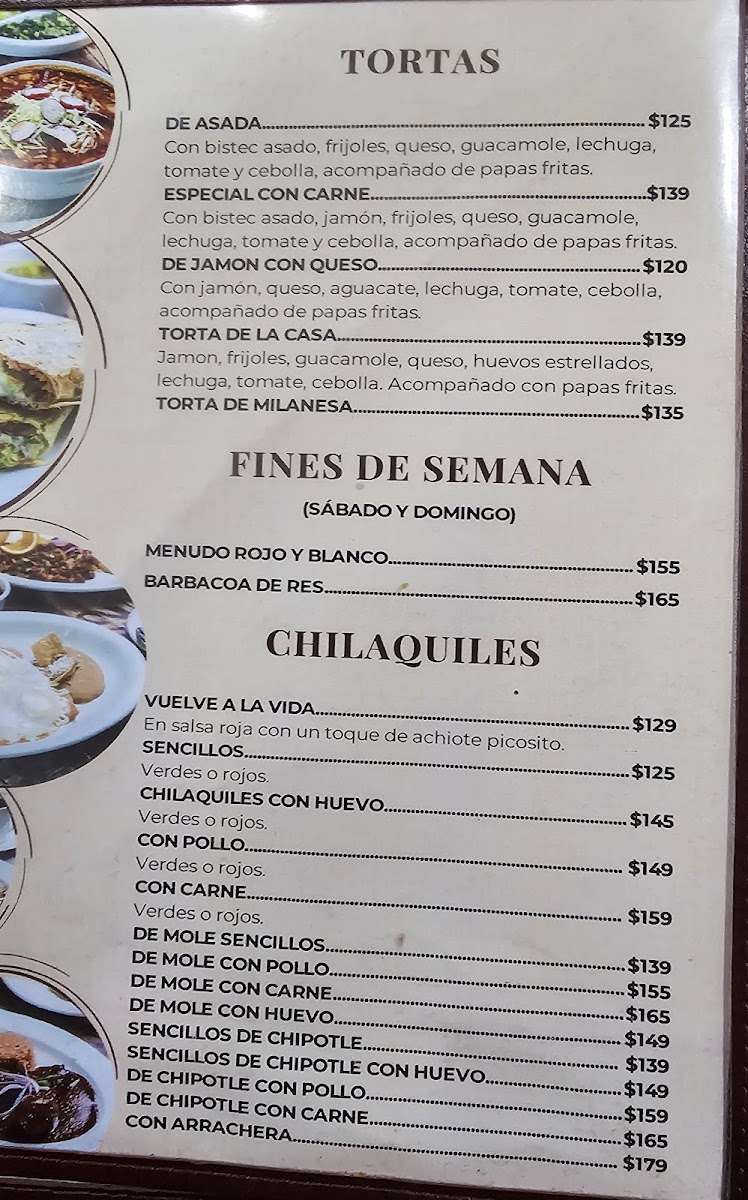 TORTAS
DE ASADA $125
Con bistec asado, frijoles, queso, guacamole, lechuga,
tomate y cebolla, acompañado de papas fritas.
ESPECIAL CON CARNE $139
Con bistec asado, jamón, frijoles, queso, guacamole,
lechuga, tomate y cebolla, acompañado de papas fritas.
DE JAMON CON QUESO $120
Con jamón, queso, aguacate, lechuga, tomate, cebolla,
acompañado de papas fritas.
TORTA DE LA CASA $139
Jamon, frijoles, guacamole, queso, huevos estrellados,
lechuga, tomate, cebolla. Acompañado con papas fritas.
TORTA DE MILANESA $135
FINES DE SEMANA
(SÁBADO Y DOMINGO)
MENUDO ROJO Y BLANCO $155
BARBACOA DE RES $165
CHILAQUILES
VUELVE A LA VIDA $129
En salsa roja con un toque de achiote picosito.
SENCILLOS $125
Verdes o rojos.
CHILAQUILES CON HUEVO $145
Verdes o rojos.
CON POLLO $149
Verdes o rojos.
CON CARNE $159
Verdes o rojos.
DE MOLE SENCILLOS $139
DE MOLE CON POLLO $155
DE MOLE CON CARNE $165
DE MOLE CON HUEVO $149
SENCILLOS DE CHIPOTLE $139
SENCILLOS DE CHIPOTLE CON HUEVO $149
DE CHIPOTLE CON POLLO $159
DE CHIPOTLE CON CARNE $165
CON ARRACHERA $179